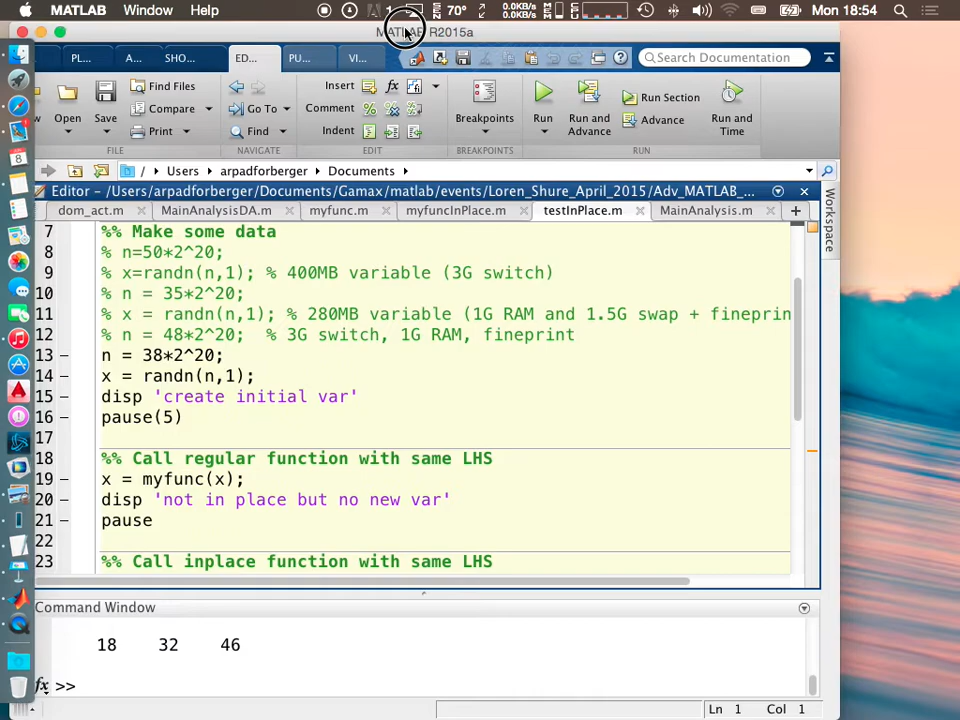 MATLAB Window Help 1 70° 0.0KB/s 0.0KB/s Mon 18:54
MATLAB R2015a
PL... A... SHO... ED... PU... VI... Search Documentation
Open Save Find Files Compare Print
Go To Find
Insert fx Comment Indent
Breakpoints
Run Run and Advance Run Section Advance Run and Time
FILE NAVIGATE EDIT BREAKPOINTS RUN
/ Users arpadforberger Documents
Editor - /Users/arpadforberger/Documents/Gamax/matlab/events/Loren_Shure_April_2015/Adv_MATLAB_...
dom_act.m MainAnalysisDA.m myfunc.m myfuncInPlace.m testInPlace.m MainAnalysis.m
Workspace
7 %% Make some data
8 % n=50*2^20;
9 % x=randn(n,1); % 400MB variable (3G switch)
10 % n = 35*2^20;
11 % x = randn(n,1); % 280MB variable (1G RAM and 1.5G swap + fineprin
12 % n = 48*2^20; % 3G switch, 1G RAM, fineprint
13 – n = 38*2^20;
14 – x = randn(n,1);
15 – disp 'create initial var'
16 – pause(5)
17
18 %% Call regular function with same LHS
19 – x = myfunc(x);
20 – disp 'not in place but no new var'
21 – pause
22
23 %% Call inplace function with same LHS
Command Window
18 32 46
fx >>
Ln 1 Col 1